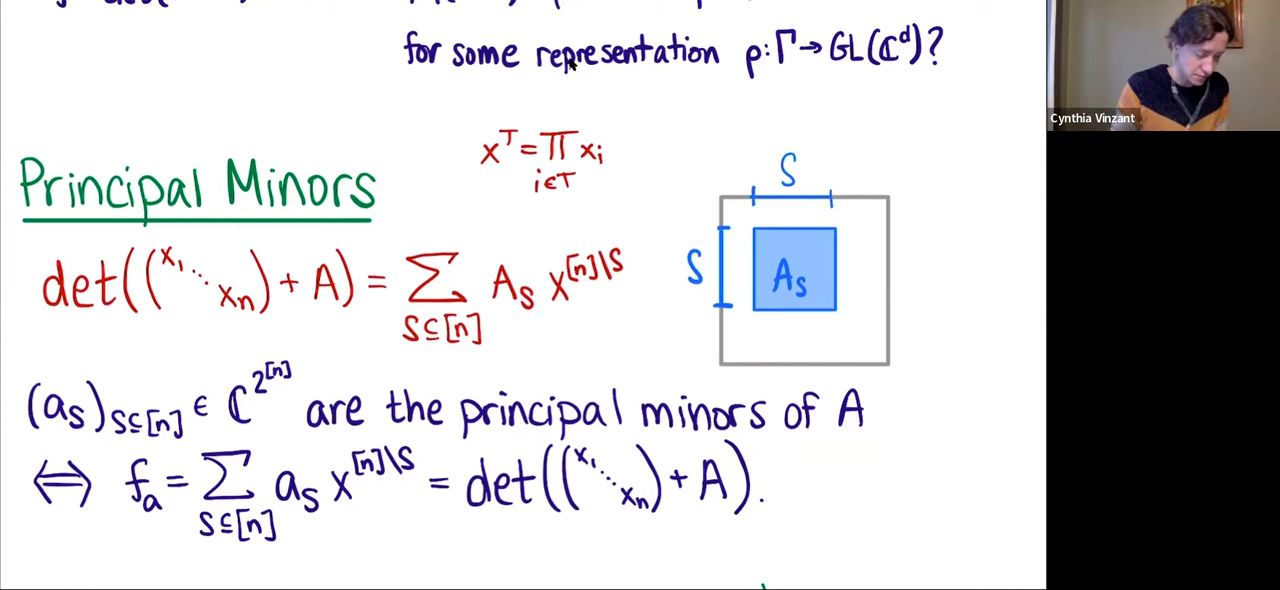 for some representation ρ: Γ → GL(ℂ^d)?
Cynthia Vinzant
x^T = ∏_{i∈T} x_i
Principal Minors
S
det((x_1 ⋱ x_n) + A) = ∑_{S⊆[n]} A_S x^{[n]\S}
S
A_S
(a_S)_{S⊆[n]} ∈ ℂ^{2^{[n]}} are the principal minors of A
⟺ f_a = ∑_{S⊆[n]} a_S x^{[n]\S} = det((x_1 ⋱ x_n) + A).